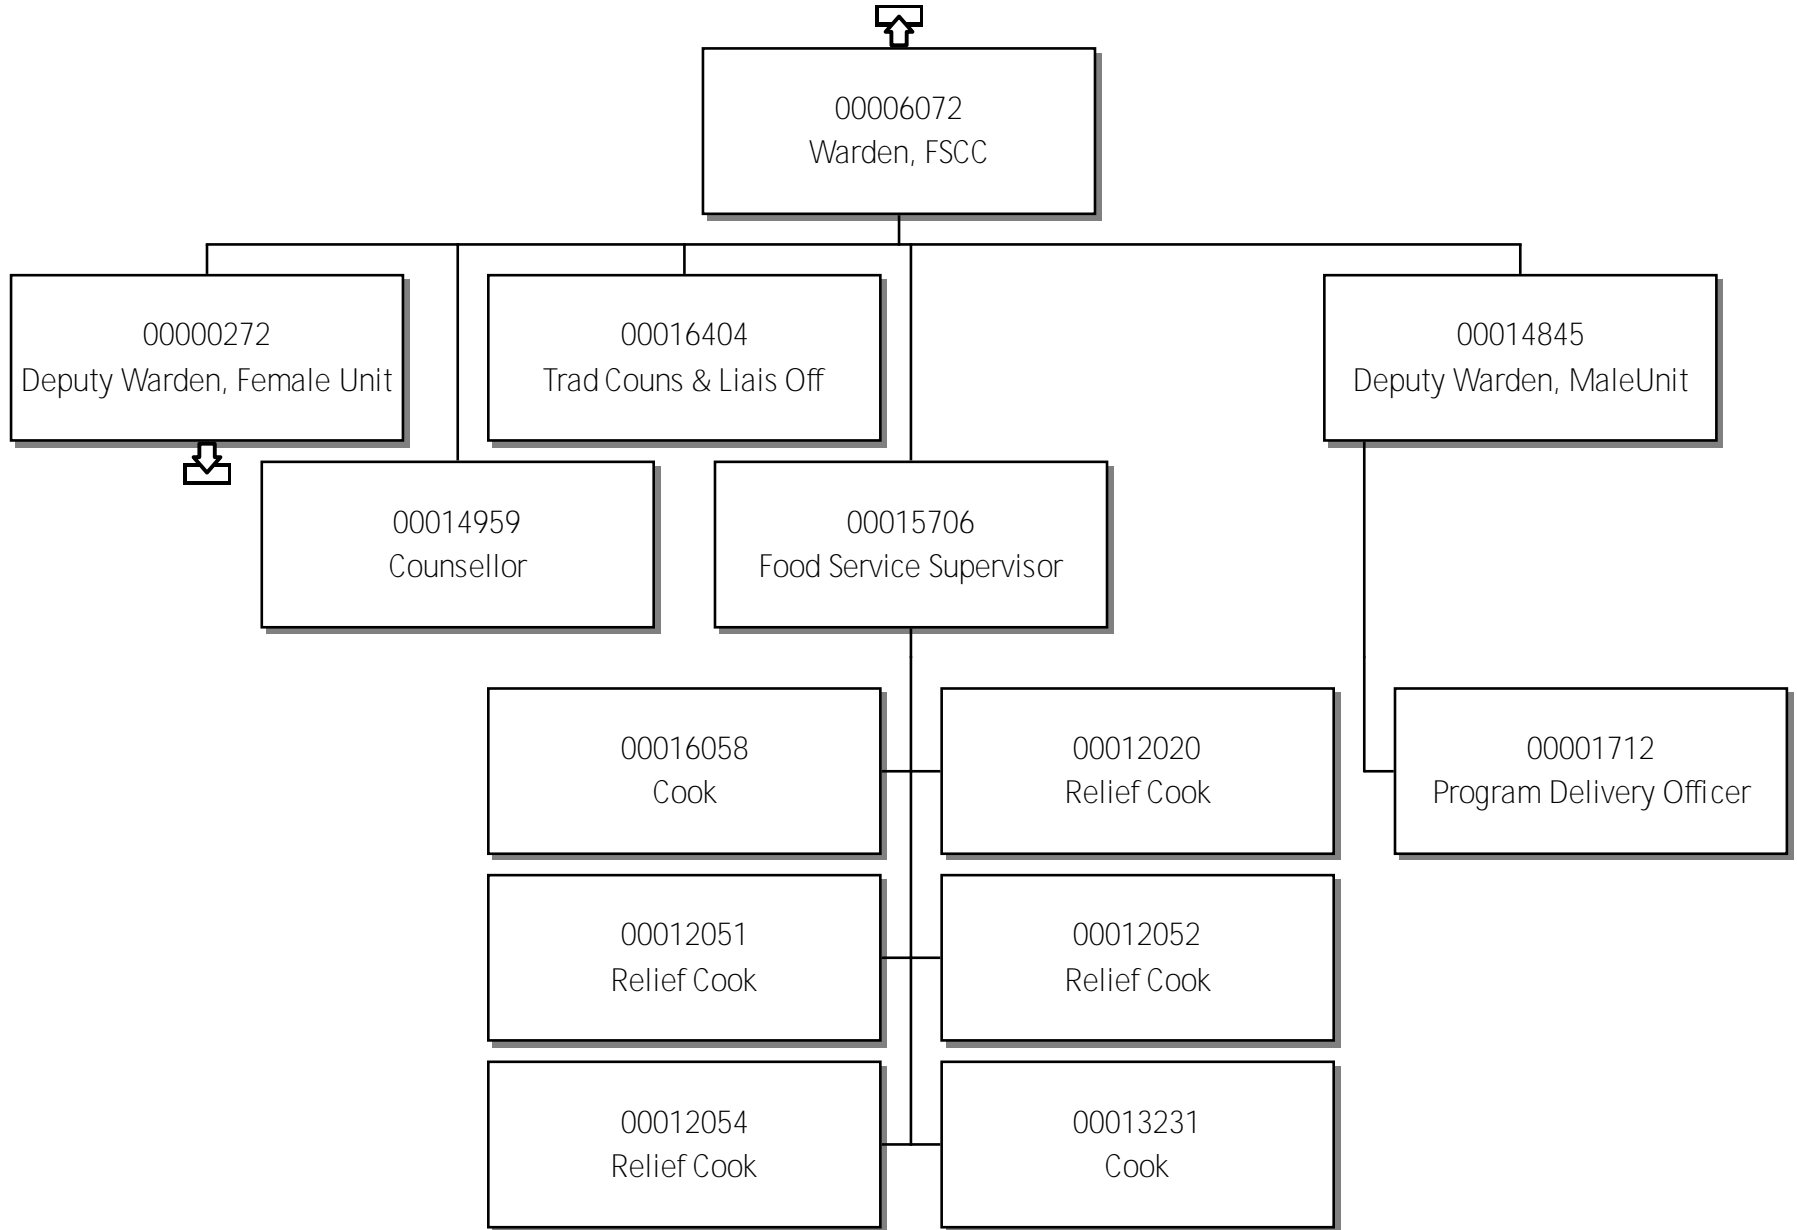 00006072
Warden, FSCC
00000272
Deputy Warden, Female Unit
00016404
Trad Couns & Liais Off
00014845
Deputy Warden, MaleUnit
00014959
Counsellor
00015706
Food Service Supervisor
00016058
Cook
00012020
Relief Cook
00001712
Program Delivery Officer
00012051
Relief Cook
00012052
Relief Cook
00012054
Relief Cook
00013231
Cook